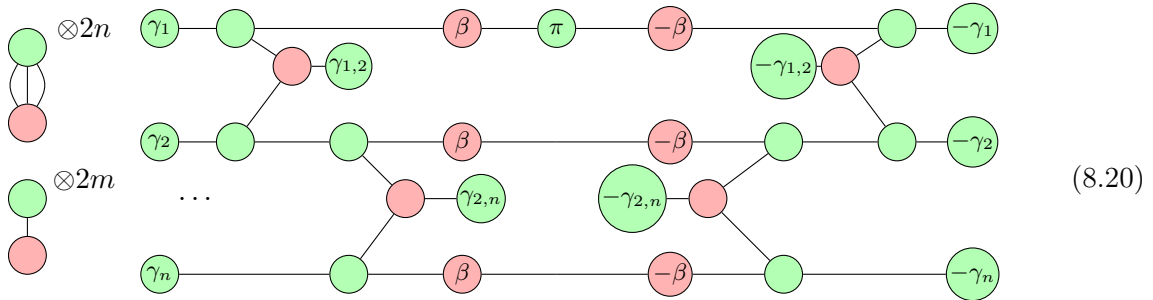 ⊗2n γ₁ β π −β −γ₁
γ₁,₂ −γ₁,₂
γ₂ β −β −γ₂
⊗2m ... γ₂,ₙ −γ₂,ₙ (8.20)
γₙ β −β −γₙ